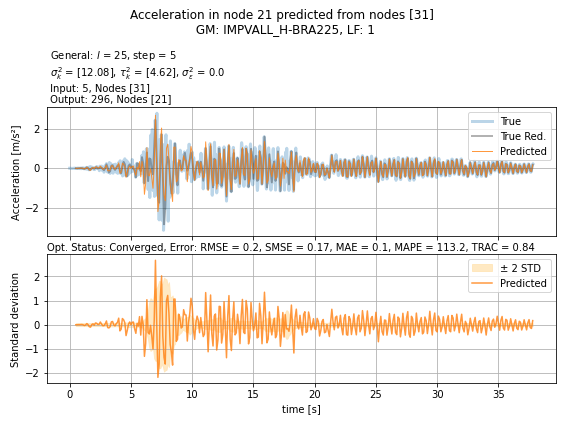 Acceleration in node 21 predicted from nodes [31]
GM: IMPVALL_H-BRA225, LF: 1
General: l = 25, step = 5
σ²ₖ = [12.08], τ²ₖ = [4.62], σ²ε = 0.0
Input: 5, Nodes [31]
Output: 296, Nodes [21]
Acceleration [m/s²]
2
0
−2
True
True Red.
Predicted
Opt. Status: Converged, Error: RMSE = 0.2, SMSE = 0.17, MAE = 0.1, MAPE = 113.2, TRAC = 0.84
Standard deviation
2
1
0
−1
−2
± 2 STD
Predicted
0 5 10 15 20 25 30 35
time [s]